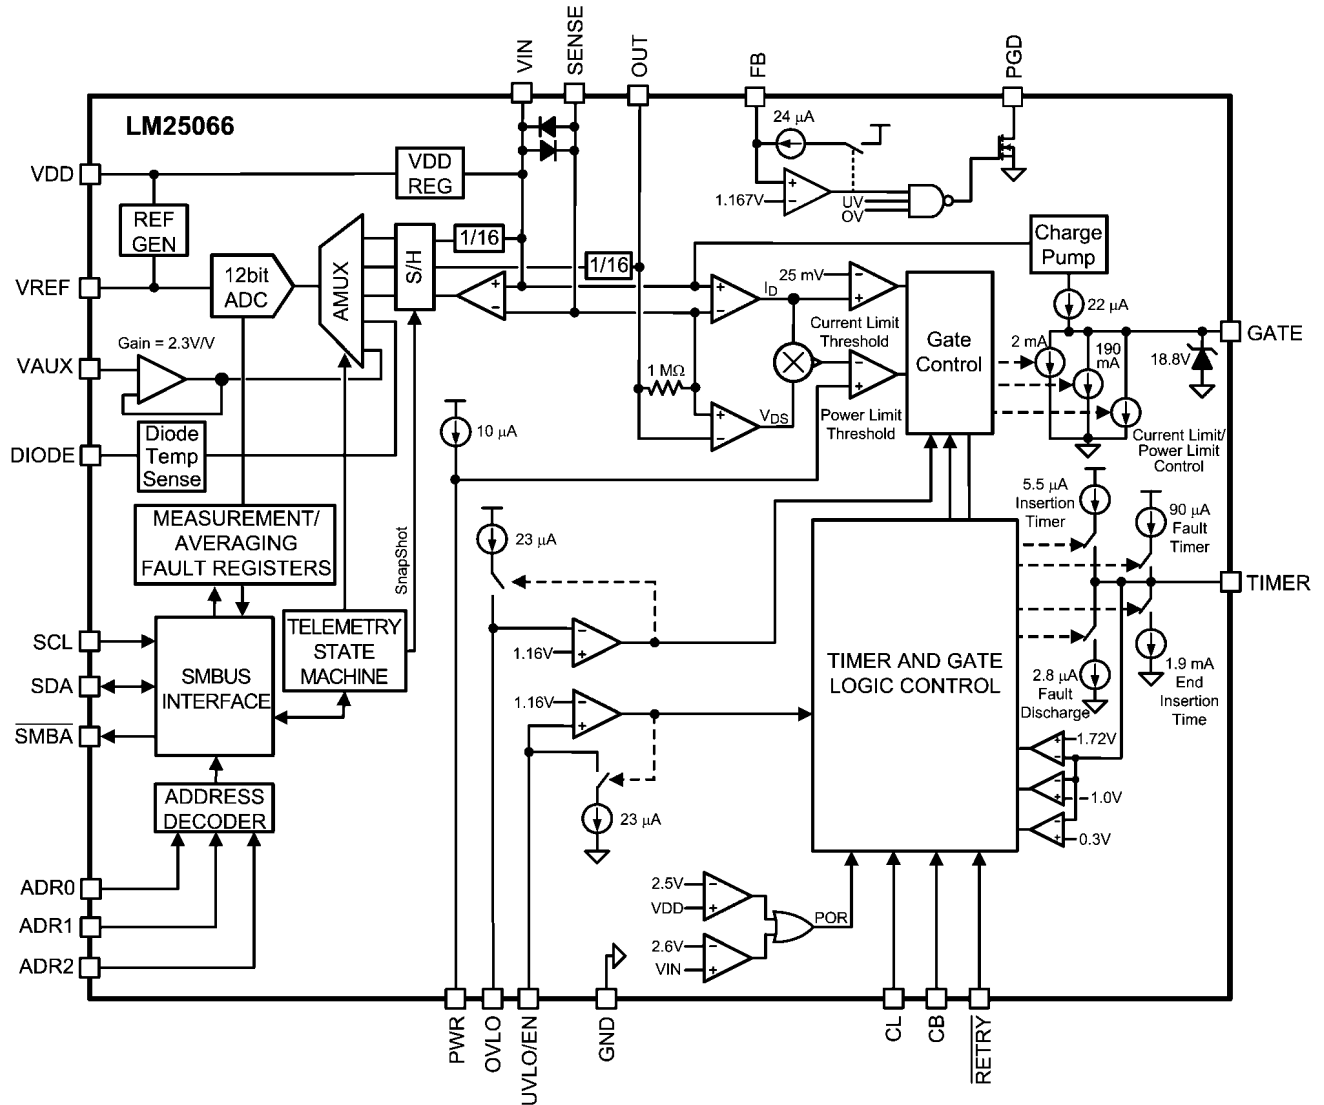 VIN
SENSE
OUT
FB
PGD
LM25066
24 μA
VDD
VDD
REG
1.167V
UV
OV
REF
GEN
1/16
S/H
Charge
Pump
VREF
12bit
ADC
AMUX
1/16
25 mV
I_D
22 μA
Gain = 2.3V/V
Current Limit
Threshold
Gate
Control
2 mA
190
mA
18.8V
GATE
VAUX
1 MΩ
V_DS
Power Limit
Threshold
10 μA
DIODE
Diode
Temp
Sense
Current Limit/
Power Limit
Control
5.5 μA
Insertion
Timer
90 μA
Fault
Timer
MEASUREMENT/
AVERAGING
FAULT REGISTERS
SnapShot
23 μA
TIMER
SCL
SDA
SMBA
SMBUS
INTERFACE
TELEMETRY
STATE
MACHINE
1.16V
1.16V
TIMER AND GATE
LOGIC CONTROL
2.8 μA
Fault
Discharge
1.9 mA
End
Insertion
Time
1.72V
1.0V
0.3V
ADDRESS
DECODER
23 μA
ADR0
ADR1
ADR2
2.5V
VDD
POR
2.6V
VIN
PWR
OVLO
UVLO/EN
GND
CL
CB
RETRY